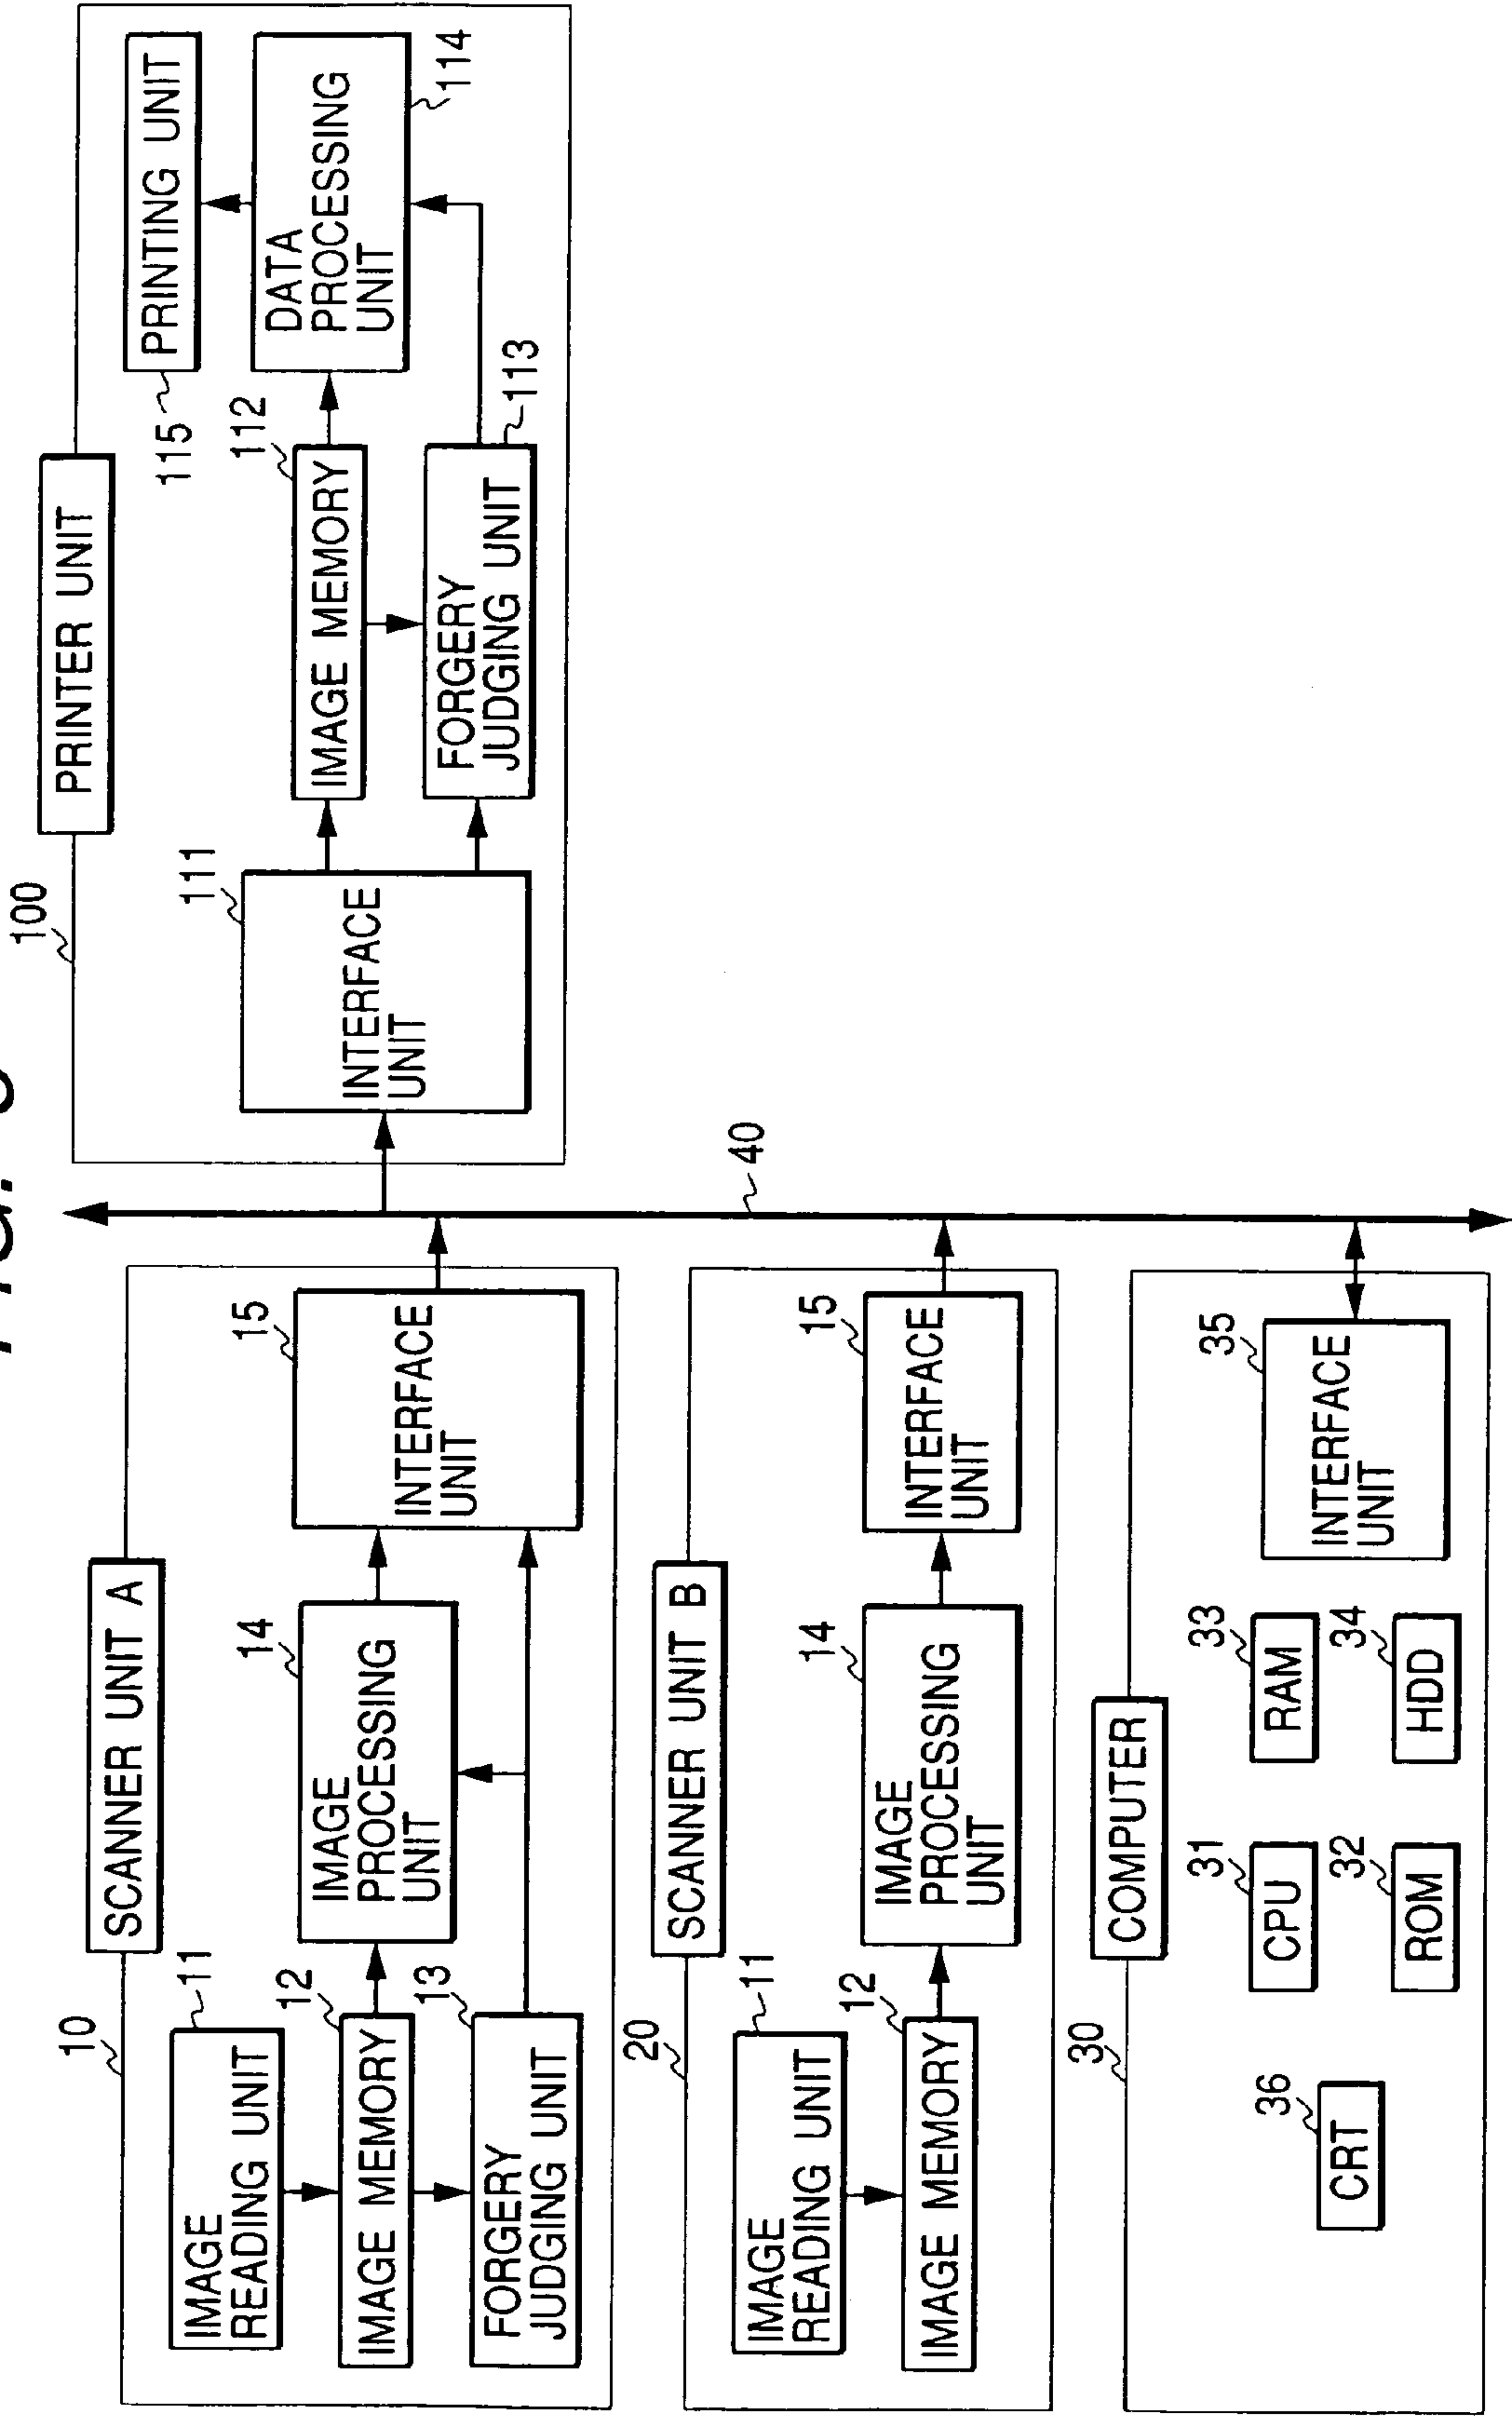 FIG.
10
SCANNER UNIT A
11
IMAGE
READING UNIT
12
IMAGE MEMORY
13
FORGERY
JUDGING UNIT
14
IMAGE
PROCESSING
UNIT
15
INTERFACE
UNIT
20
SCANNER UNIT B
11
IMAGE
READING UNIT
12
IMAGE MEMORY
14
IMAGE
PROCESSING
UNIT
15
INTERFACE
UNIT
30
COMPUTER
36
CRT
31
CPU
32
ROM
33
RAM
34
HDD
35
INTERFACE
UNIT
40
100
PRINTER UNIT
111
INTERFACE
UNIT
112
IMAGE MEMORY
FORGERY
JUDGING UNIT
113
115
PRINTING UNIT
DATA
PROCESSING
UNIT
114